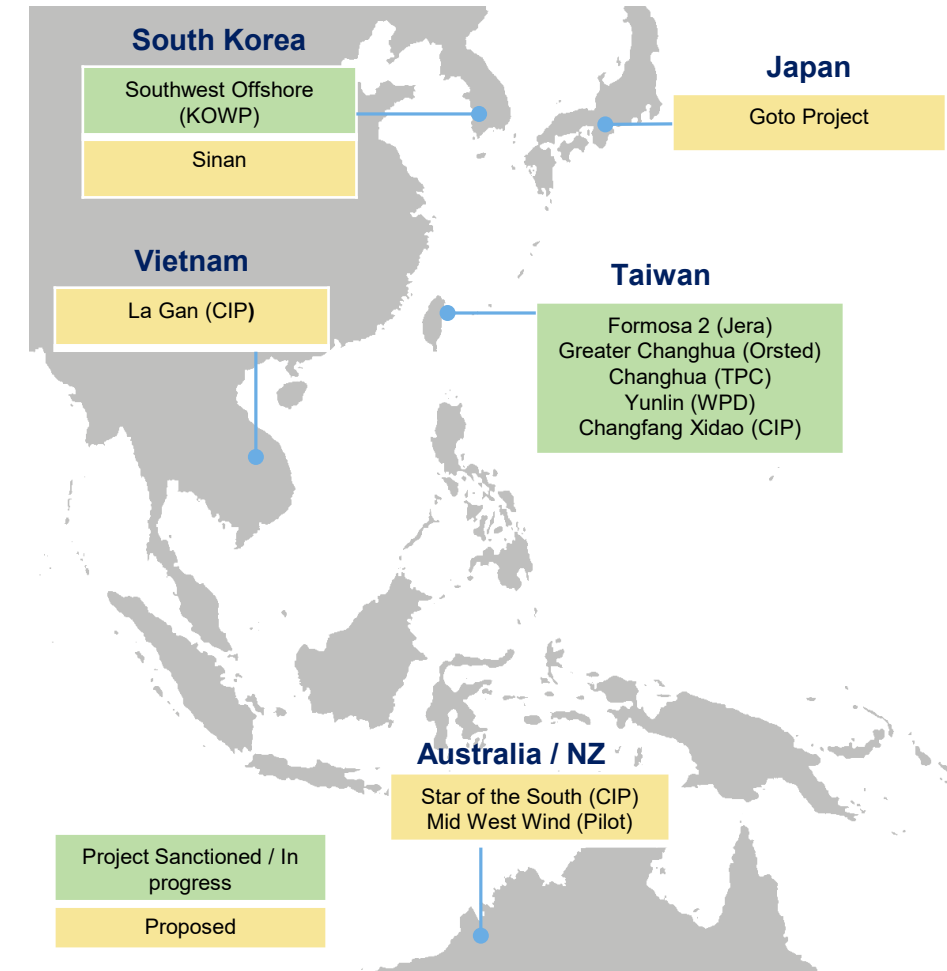 South Korea
Southwest Offshore
(KOWP)
Sinan
Japan
Goto Project
Vietnam
La Gan (CIP)
Taiwan
Formosa 2 (Jera)
Greater Changhua (Orsted)
Changhua (TPC)
Yunlin (WPD)
Changfang Xidao (CIP)
Australia / NZ
Star of the South (CIP)
Mid West Wind (Pilot)
Project Sanctioned / In
progress
Proposed